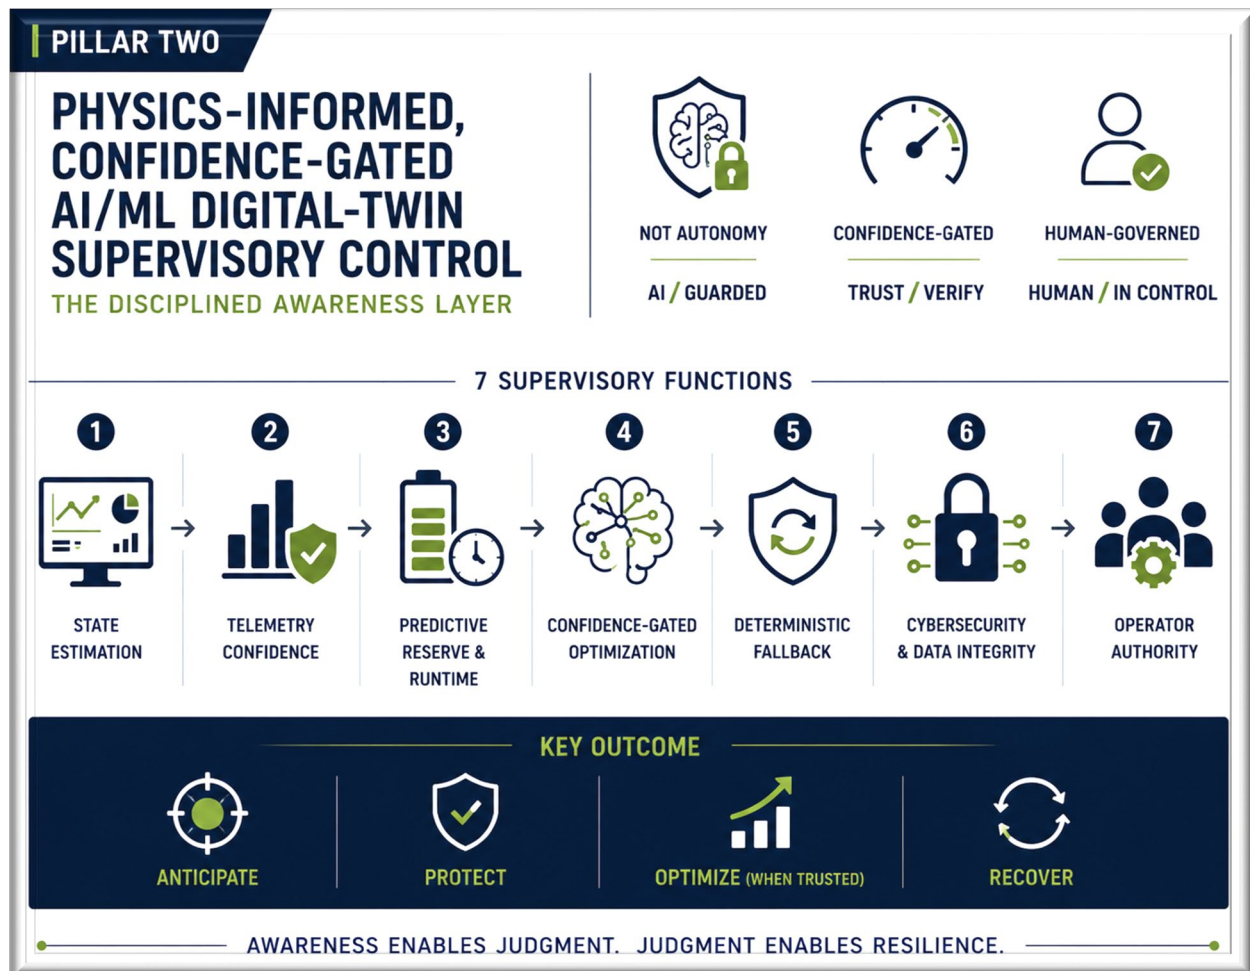 PILLAR TWO
PHYSICS-INFORMED,
CONFIDENCE-GATED
AI/ML DIGITAL-TWIN
SUPERVISORY CONTROL
THE DISCIPLINED AWARENESS LAYER
NOT AUTONOMY
AI / GUARDED
CONFIDENCE-GATED
TRUST / VERIFY
HUMAN-GOVERNED
HUMAN / IN CONTROL
7 SUPERVISORY FUNCTIONS
1
STATE
ESTIMATION
2
TELEMETRY
CONFIDENCE
3
PREDICTIVE
RESERVE &
RUNTIME
4
CONFIDENCE-GATED
OPTIMIZATION
5
DETERMINISTIC
FALLBACK
6
CYBERSECURITY
& DATA INTEGRITY
7
OPERATOR
AUTHORITY
KEY OUTCOME
ANTICIPATE
PROTECT
OPTIMIZE (WHEN TRUSTED)
RECOVER
AWARENESS ENABLES JUDGMENT. JUDGMENT ENABLES RESILIENCE.